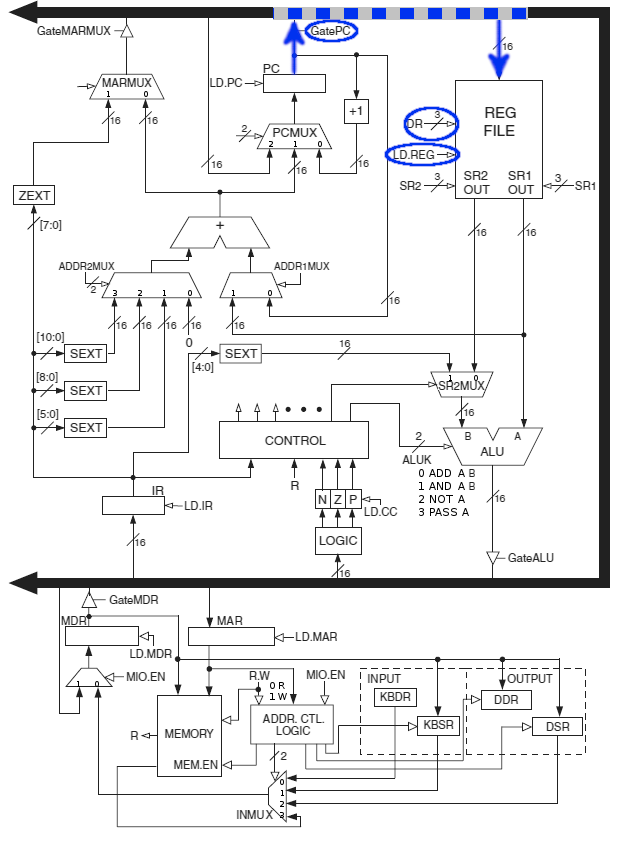 GateMARMUX
GatePC
16
MARMUX
1 0
16 16
LD.PC
PC
+1
2
PCMUX
2 1 0
16 16 16
REG
FILE
DR 3
LD.REG
SR2 3
SR2 SR1
OUT OUT
3 SR1
16 16
ZEXT
[7:0]
+
ADDR2MUX
2
3 2 1 0
16 16 16
0
ADDR1MUX
1 0
16
16
[10:0]
SEXT
[8:0]
SEXT
[5:0]
SEXT
[4:0]
SEXT
16
1 0
SR2MUX
16
CONTROL
2
ALUK
B A
ALU
0 ADD A B
1 AND A B
2 NOT A
3 PASS A
16
GateALU
IR
LD.IR
16
R
N Z P
LD.CC
LOGIC
16
GateMDR
MDR
LD.MDR
MAR
LD.MAR
1 0
MIO.EN
R.W
0 R
1 W
MIO.EN
INPUT
KBDR
KBSR
OUTPUT
DDR
DSR
R
MEMORY
MEM.EN
ADDR. CTL.
LOGIC
2
0
1
2
3
INMUX